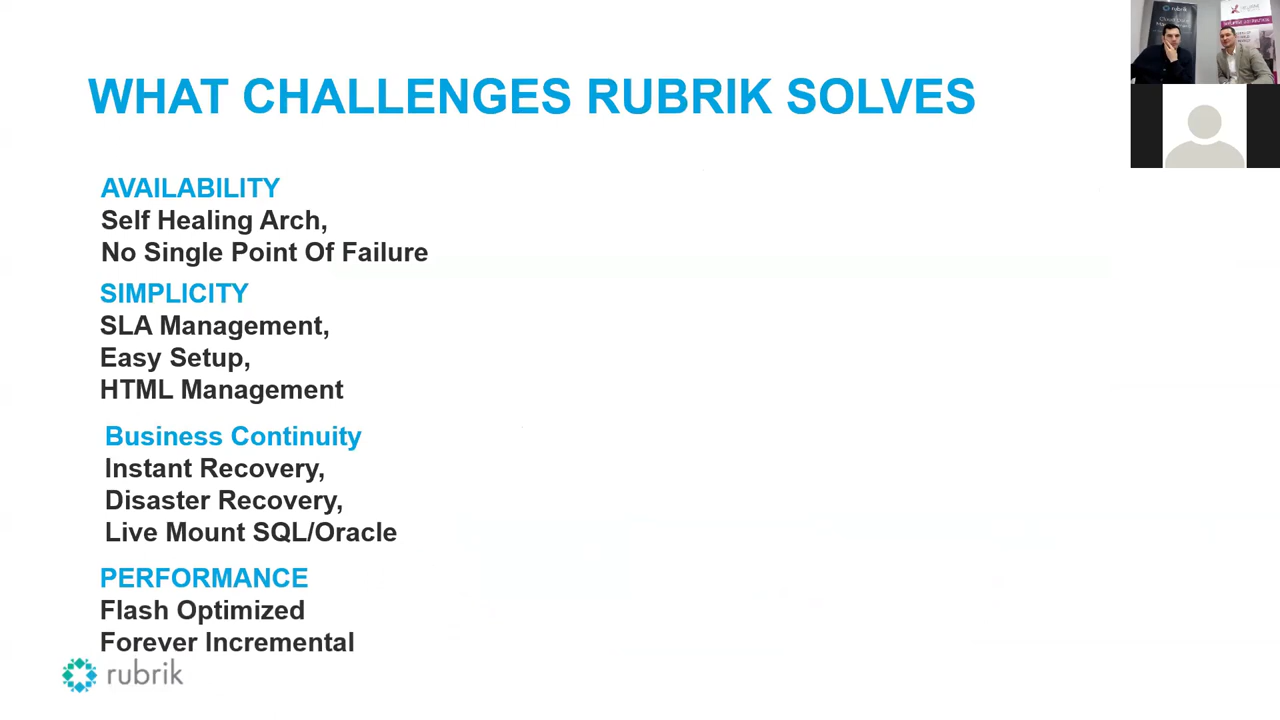 WHAT CHALLENGES RUBRIK SOLVES
AVAILABILITY
Self Healing Arch,
No Single Point Of Failure
SIMPLICITY
SLA Management,
Easy Setup,
HTML Management
Business Continuity
Instant Recovery,
Disaster Recovery,
Live Mount SQL/Oracle
PERFORMANCE
Flash Optimized
Forever Incremental
rubrik
rubrik